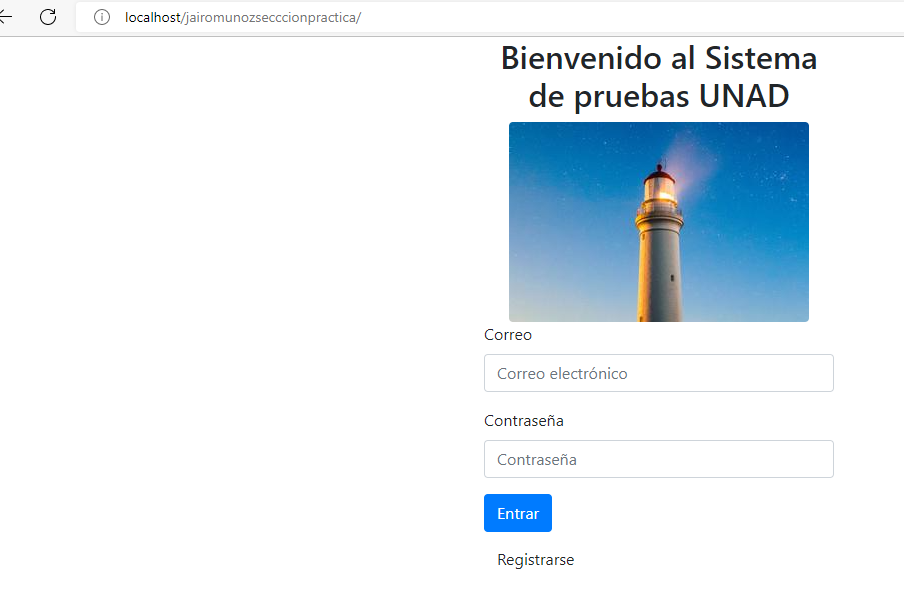 localhost/jairomunozsecccionpractica/
Bienvenido al Sistema
de pruebas UNAD
Correo
Correo electrónico
Contraseña
Contraseña
Entrar
Registrarse